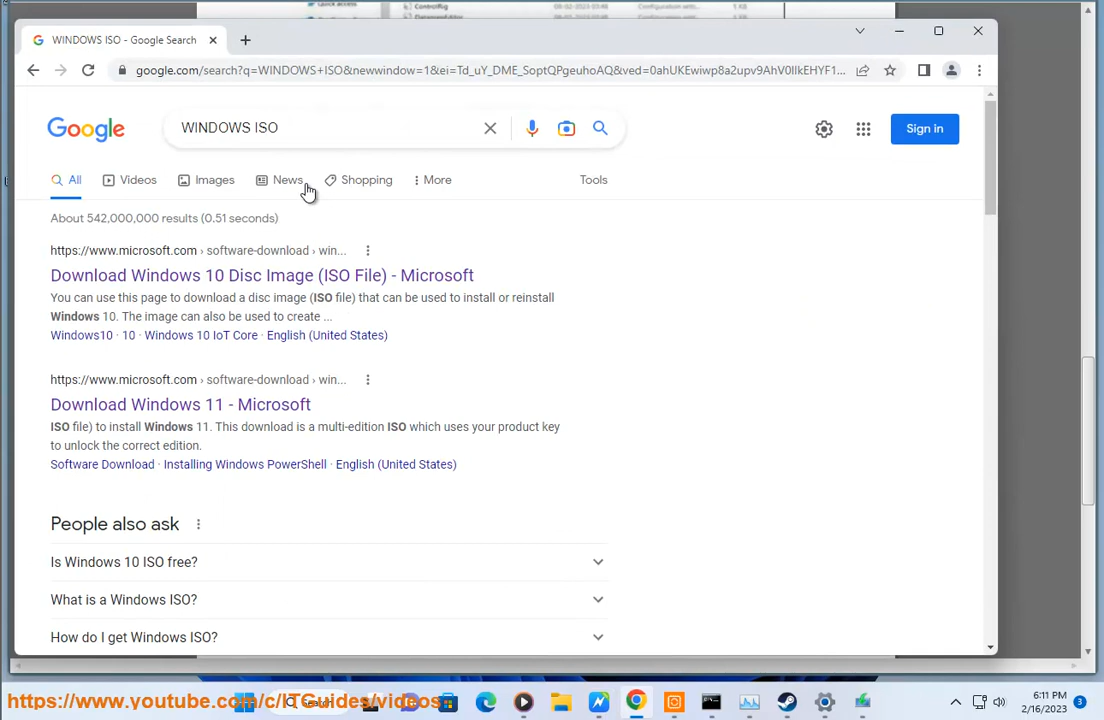 Quick access
ControlRig
WINDOWS ISO - Google Search
google.com/search?q=WINDOWS+ISO&newwindow=1&ei=Td_uY_DME_SoptQPgeuhoAQ&ved=0ahUKEwiwp8a2upv9AhV0IIkEHYF1...
Google
WINDOWS ISO
Sign in
All Videos Images News Shopping More Tools
About 542,000,000 results (0.51 seconds)
https://www.microsoft.com › software-download › win...
Download Windows 10 Disc Image (ISO File) - Microsoft
You can use this page to download a disc image (ISO file) that can be used to install or reinstall
Windows 10. The image can also be used to create ...
Windows10 · 10 · Windows 10 IoT Core · English (United States)
https://www.microsoft.com › software-download › win...
Download Windows 11 - Microsoft
ISO file) to install Windows 11. This download is a multi-edition ISO which uses your product key
to unlock the correct edition.
Software Download · Installing Windows PowerShell · English (United States)
People also ask
Is Windows 10 ISO free?
What is a Windows ISO?
How do I get Windows ISO?
https://www.youtube.com/c/ITGuides/videos
6:11 PM
2/16/2023
3